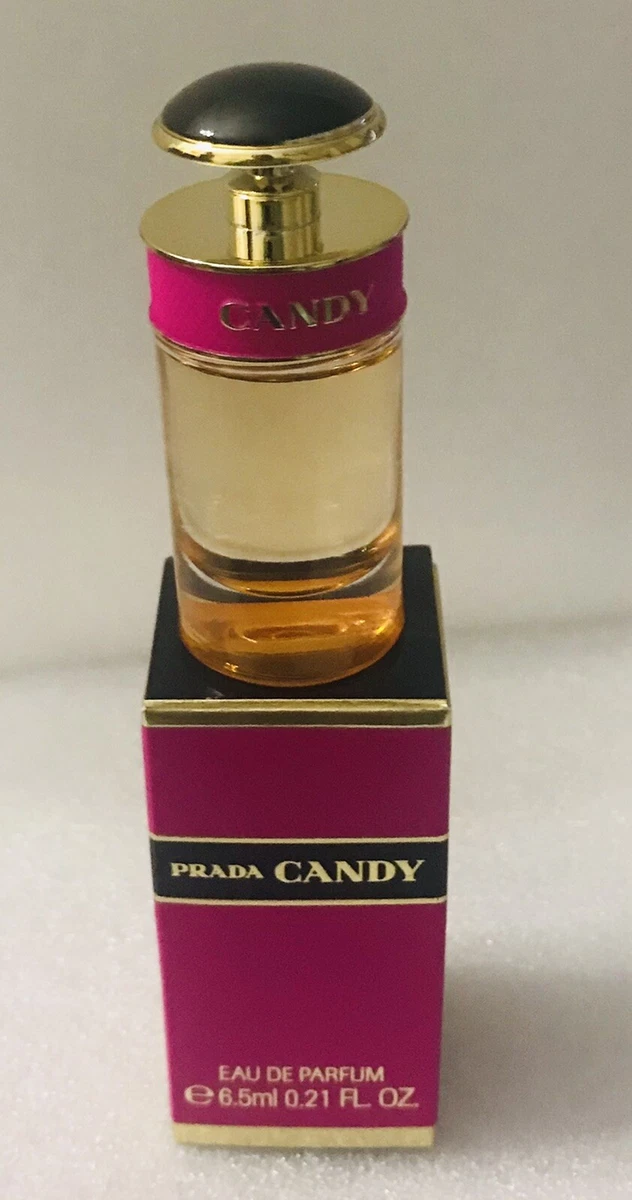 CANDY
PRADA CANDY
EAU DE PARFUM
℮ 6.5ml 0.21 FL. OZ.